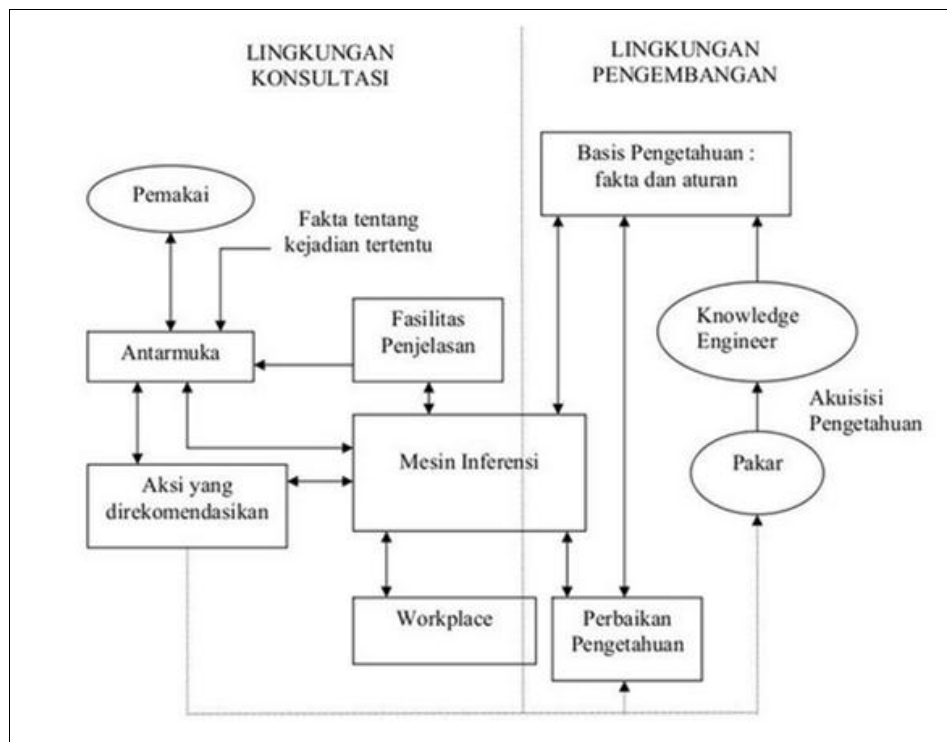 LINGKUNGAN
KONSULTASI
LINGKUNGAN
PENGEMBANGAN
Basis Pengetahuan :
fakta dan aturan
Pemakai
Fakta tentang
kejadian tertentu
Fasilitas
Penjelasan
Knowledge
Engineer
Antarmuka
Akuisisi
Pengetahuan
Mesin Inferensi
Pakar
Aksi yang
direkomendasikan
Workplace
Perbaikan
Pengetahuan